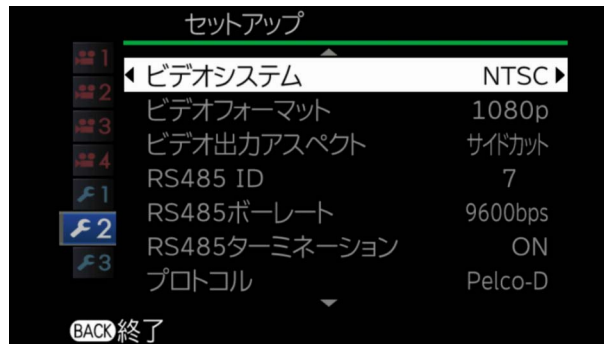 セットアップ
1
2
3
4
1
2
3
ビデオシステム NTSC
ビデオフォーマット 1080p
ビデオ出力アスペクト サイドカット
RS485 ID 7
RS485ボーレート 9600bps
RS485ターミネーション ON
プロトコル Pelco-D
BACK 終了